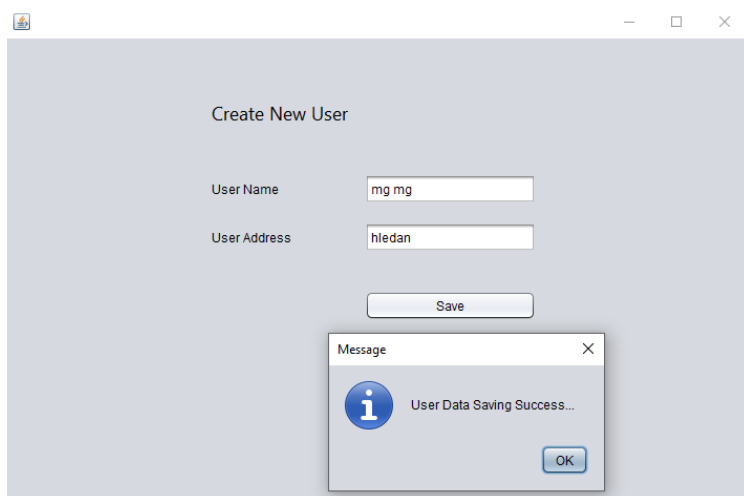 Create New User
User Name
mg mg
User Address
hledan
Save
Message
User Data Saving Success...
OK